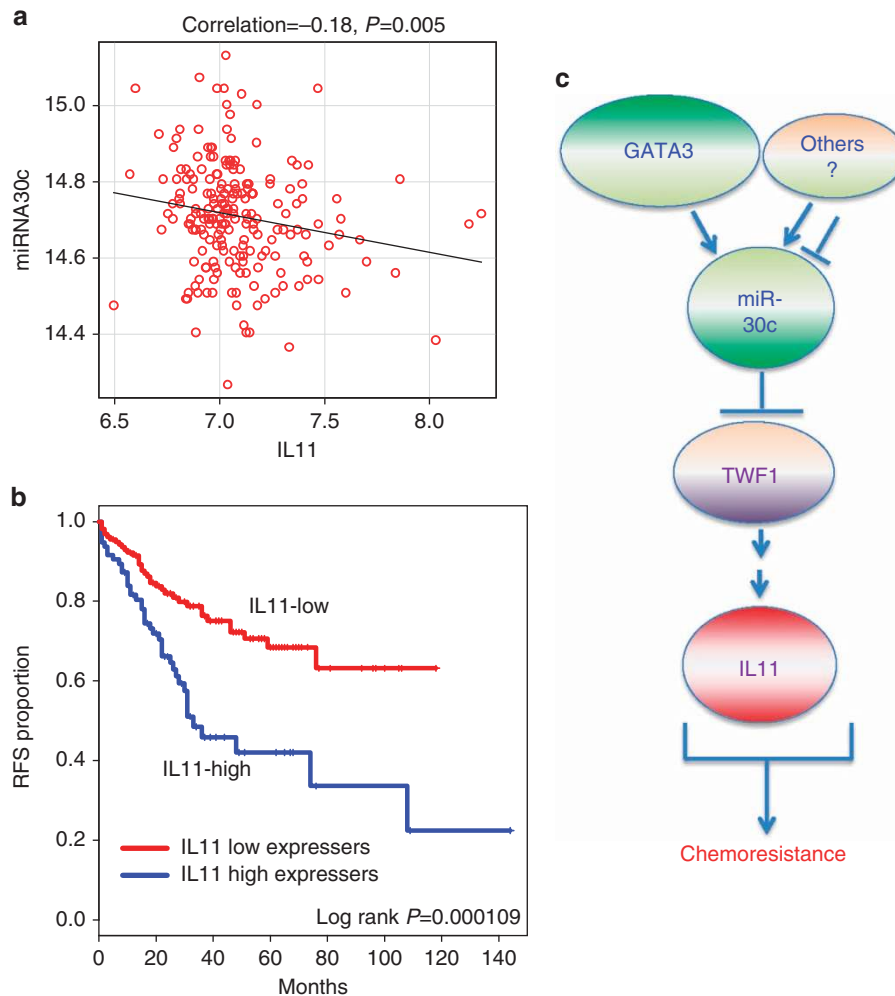 a
Correlation=–0.18, P=0.005
miRNA30c
15.0
14.8
14.6
14.4
6.5 7.0 7.5 8.0
IL11
b
RFS proportion
1.0
0.8
0.6
0.4
0.2
0.0
IL11-low
IL11-high
IL11 low expressers
IL11 high expressers
Log rank P=0.000109
0 20 40 60 80 100 120 140
Months
c
GATA3
Others
?
miR-
30c
TWF1
IL11
Chemoresistance